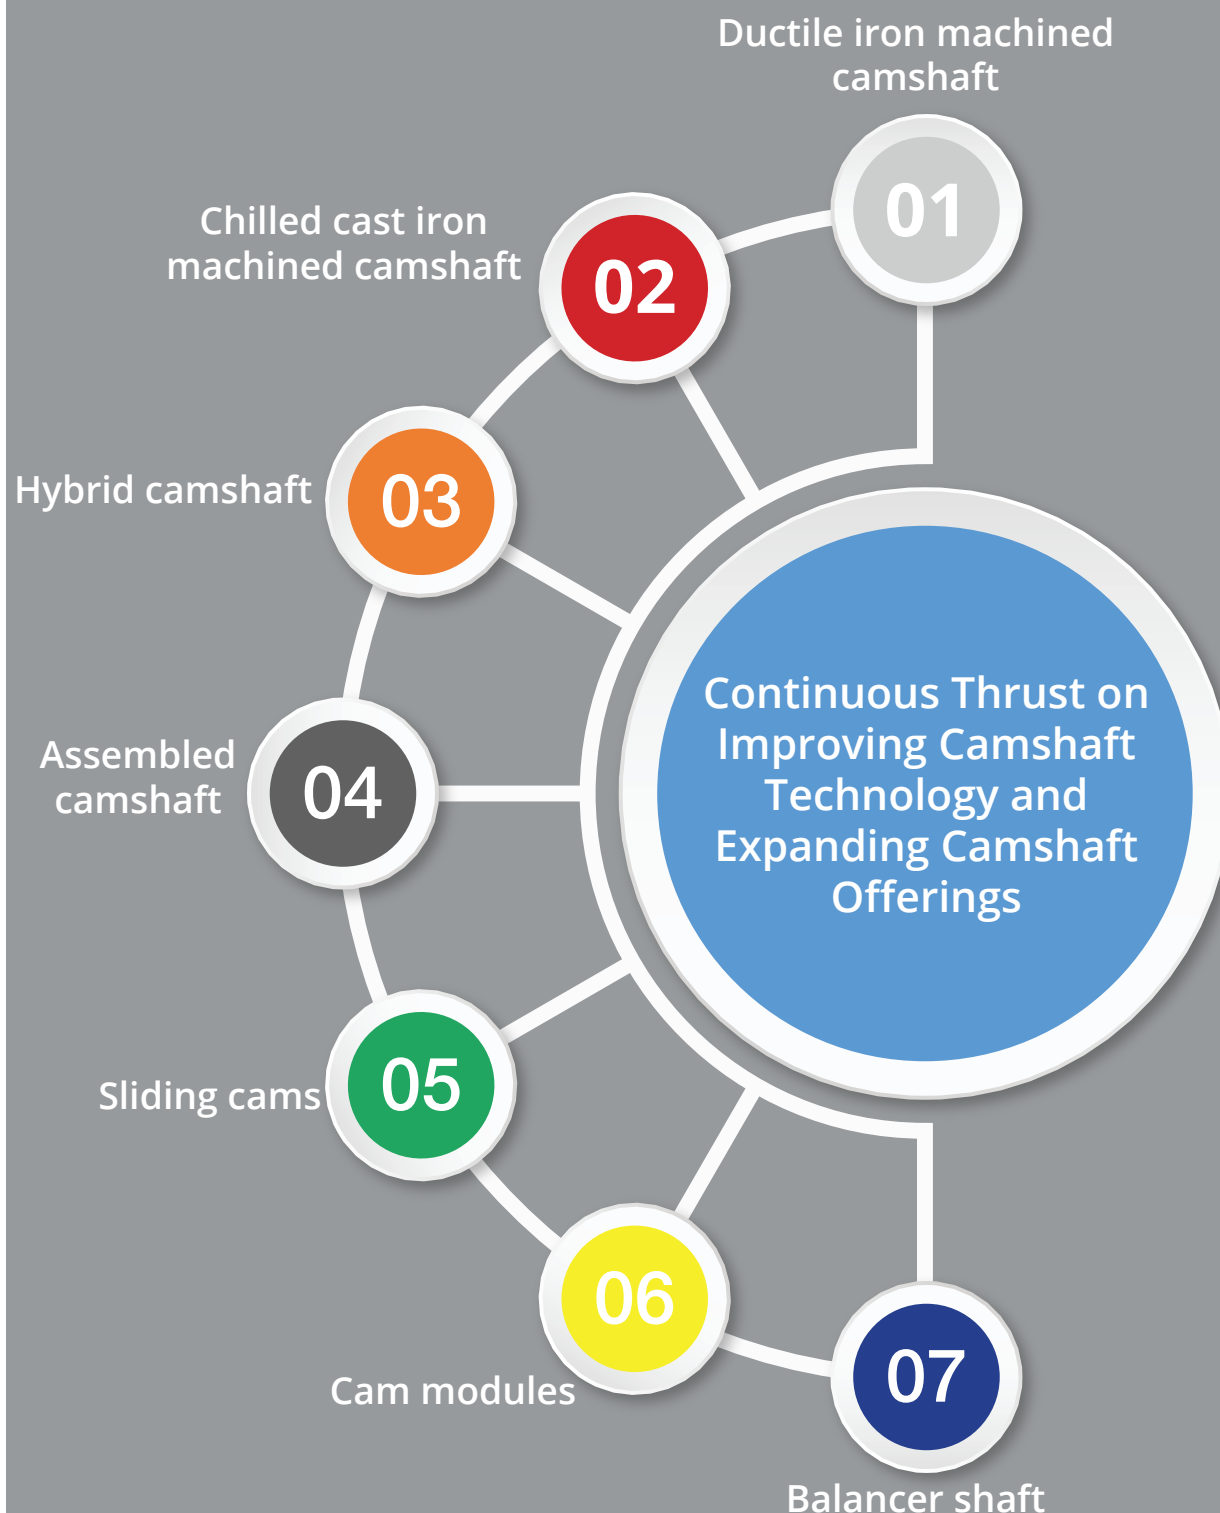 Ductile iron machined
camshaft
01
Chilled cast iron
machined camshaft
02
Hybrid camshaft
03
Assembled
camshaft
04
Continuous Thrust on
Improving Camshaft
Technology and
Expanding Camshaft
Offerings
Sliding cams
05
06
Cam modules
07
Balancer shaft